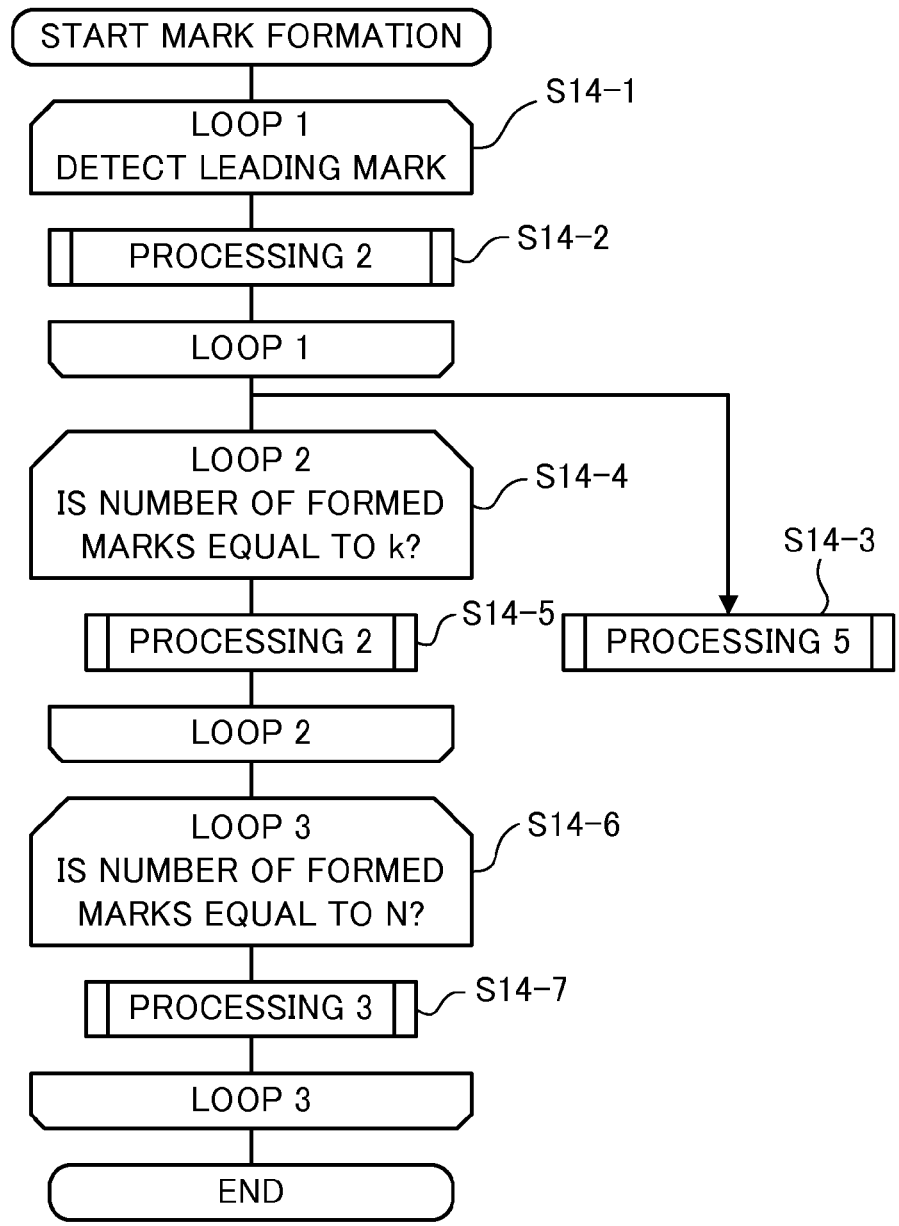 START MARK FORMATION
S14-1
LOOP 1
DETECT LEADING MARK
S14-2
PROCESSING 2
LOOP 1
LOOP 2
IS NUMBER OF FORMED
MARKS EQUAL TO k?
S14-4
S14-3
PROCESSING 2
S14-5
PROCESSING 5
LOOP 2
LOOP 3
IS NUMBER OF FORMED
MARKS EQUAL TO N?
S14-6
PROCESSING 3
S14-7
LOOP 3
END